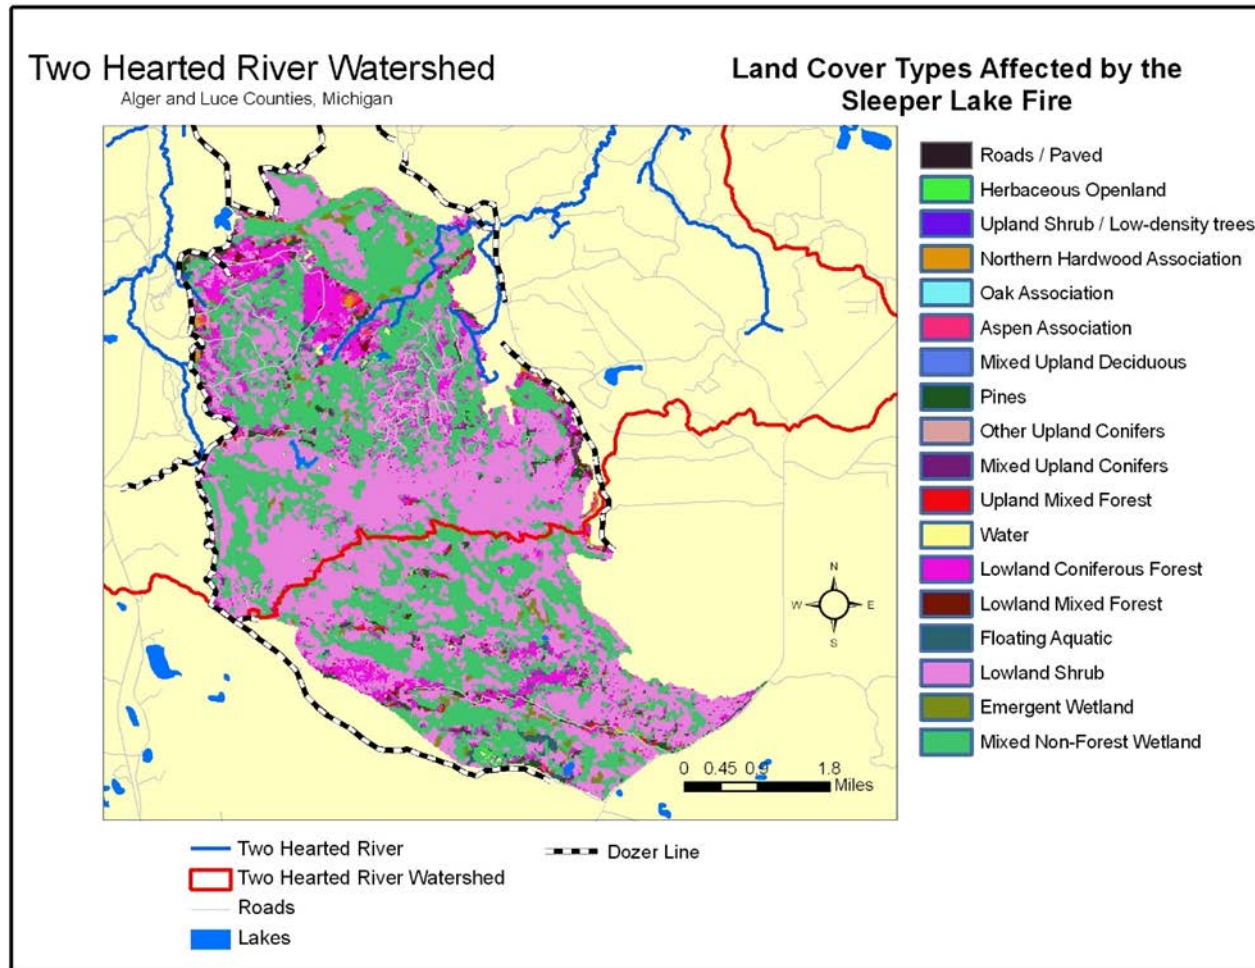 Two Hearted River Watershed
Alger and Luce Counties, Michigan
Land Cover Types Affected by the
Sleeper Lake Fire
Roads / Paved
Herbaceous Openland
Upland Shrub / Low-density trees
Northern Hardwood Association
Oak Association
Aspen Association
Mixed Upland Deciduous
Pines
Other Upland Conifers
Mixed Upland Conifers
Upland Mixed Forest
Water
Lowland Coniferous Forest
Lowland Mixed Forest
Floating Aquatic
Lowland Shrub
Emergent Wetland
Mixed Non-Forest Wetland
N
W E
S
0 0.45 0.9 1.8
Miles
Two Hearted River
Dozer Line
Two Hearted River Watershed
Roads
Lakes